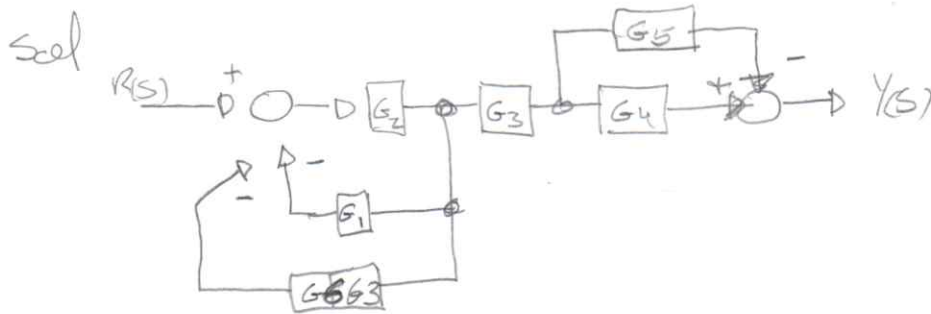 Sol
R(S) + G2 G3 G4 + Y(S)
G5 -
- - G1
G6G3